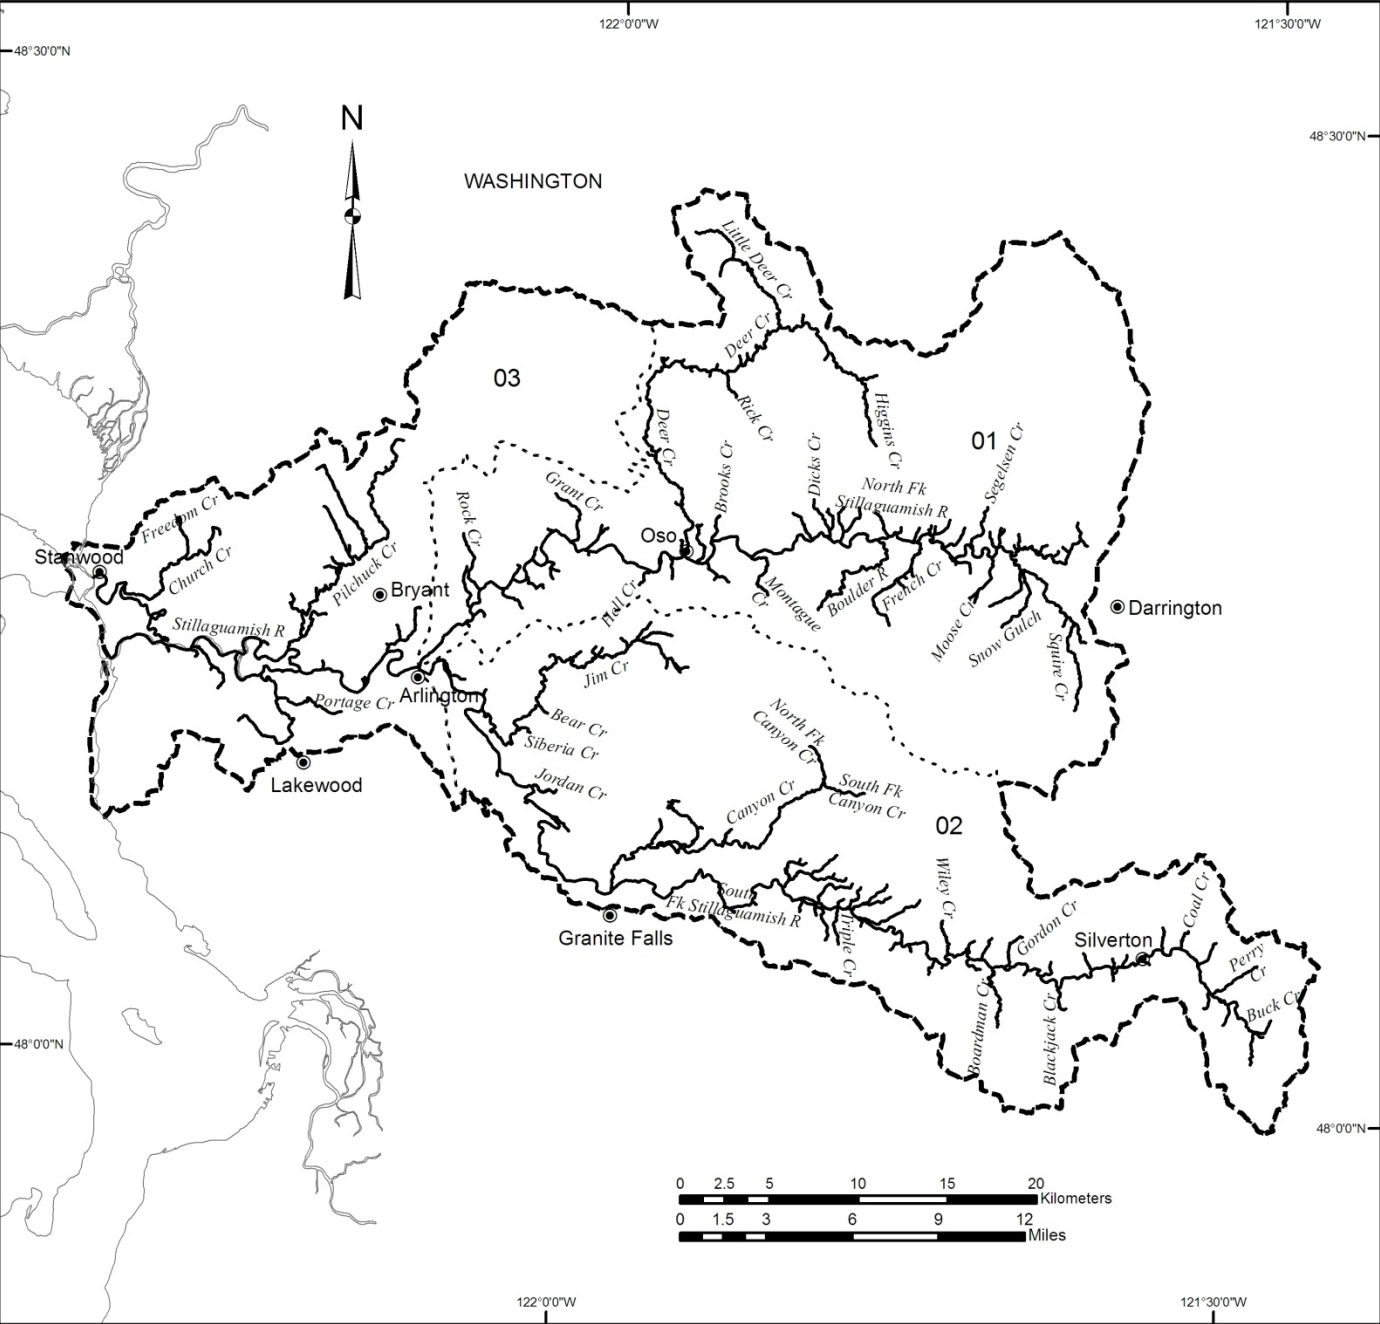 122°0'0"W
121°30'0"W
48°30'0"N
48°30'0"N
N
WASHINGTON
Little Deer Cr
Deer Cr
03
Rick Cr
Higgins Cr
Deer Cr
01
Segelsen Cr
Brooks Cr
Dicks Cr
North Fk
Stillaguamish R
Grant Cr
Rock Cr
Freedom Cr
Oso
Stanwood
Church Cr
Pilchuck Cr
Bryant
Hell Cr
Montague
Cr
Boulder R
French Cr
Moose Cr
Snow Gulch
Squire Cr
Darrington
Stillaguamish R
Jim Cr
Arlington
Portage Cr
Bear Cr
Siberia Cr
North Fk
Canyon Cr
Lakewood
Jordan Cr
Canyon Cr
South Fk
Canyon Cr
02
Wiley Cr
Coal Cr
South
Fk Stillaguamish R
Triple Cr
Gordon Cr
Granite Falls
Silverton
Perry
Cr
Buck Cr
Boardman Cr
Blackjack Cr
48°0'0"N
48°0'0"N
0 2.5 5 10 15 20
Kilometers
0 1.5 3 6 9 12
Miles
122°0'0"W
121°30'0"W